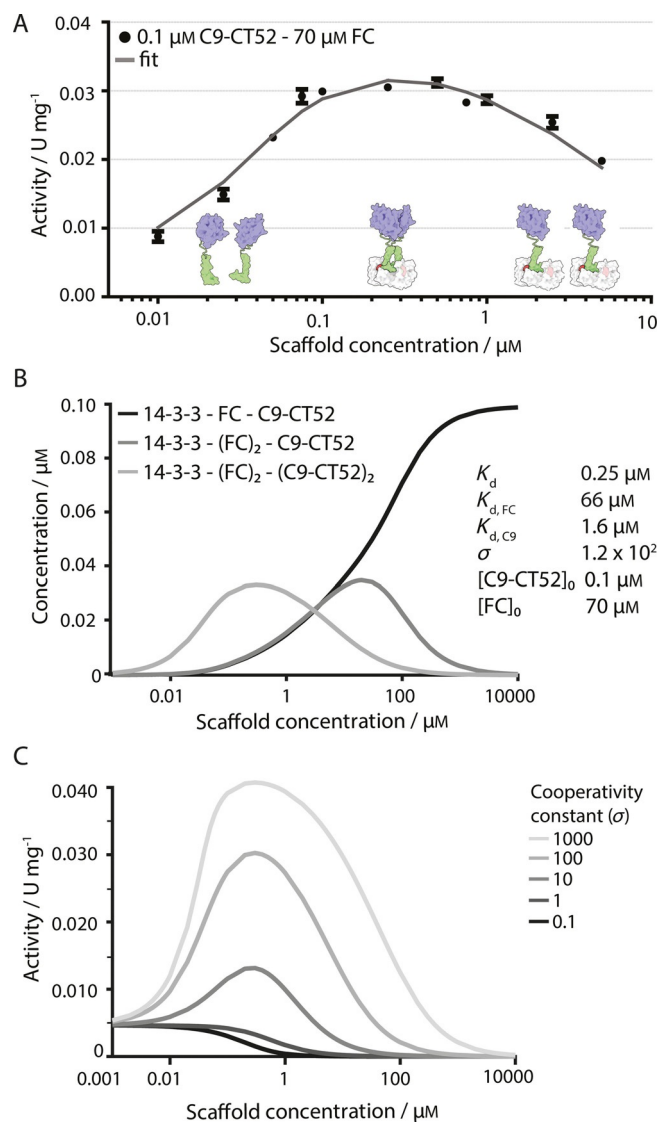 A
0.04
0.1 µM C9-CT52 - 70 µM FC
fit
0.03
0.02
0.01
0.00
Activity / U mg⁻¹
0.01
0.1
1
10
Scaffold concentration / µM
B
0.10
0.08
0.06
0.04
0.02
0
Concentration / µM
14-3-3 - FC - C9-CT52
14-3-3 - (FC)₂ - C9-CT52
14-3-3 - (FC)₂ - (C9-CT52)₂
Kd 0.25 µM
Kd, FC 66 µM
Kd, C9 1.6 µM
σ 1.2 x 10²
[C9-CT52]₀ 0.1 µM
[FC]₀ 70 µM
0.01
1
100
10000
Scaffold concentration / µM
C
0.040
0.030
0.020
0.010
0
Activity / U mg⁻¹
Cooperativity
constant (σ)
1000
100
10
1
0.1
0.001
0.01
1
100
10000
Scaffold concentration / µM